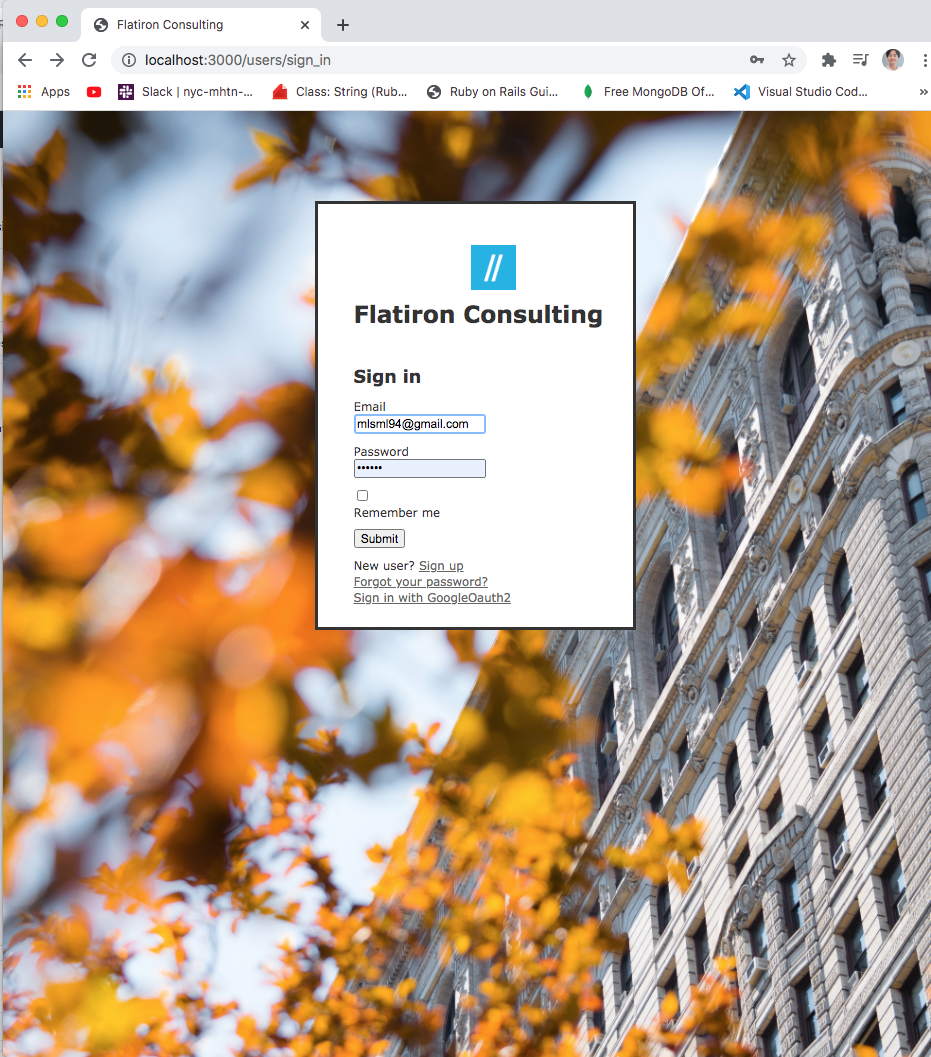 Flatiron Consulting
localhost:3000/users/sign_in
Apps
Slack | nyc-mhtn-...
Class: String (Rub...
Ruby on Rails Gui...
Free MongoDB Of...
Visual Studio Cod...
»
//
Flatiron Consulting
Sign in
Email
mlsml94@gmail.com
Password
••••••
Remember me
Submit
New user? Sign up
Forgot your password?
Sign in with GoogleOauth2